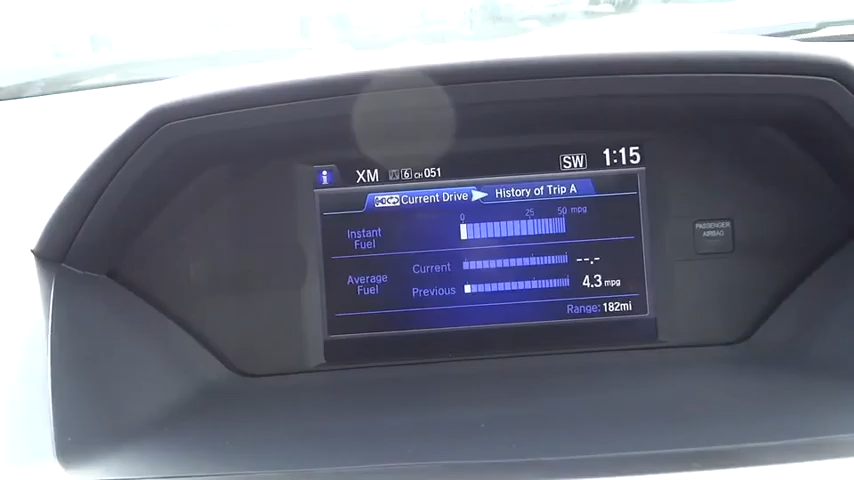 i XM 6 CH 051 SW 1:15
Current Drive History of Trip A
0 25 50 mpg
Instant
Fuel
Average
Fuel
Current --.-
Previous 4.3 mpg
Range: 182mi
PASSENGER
AIRBAG